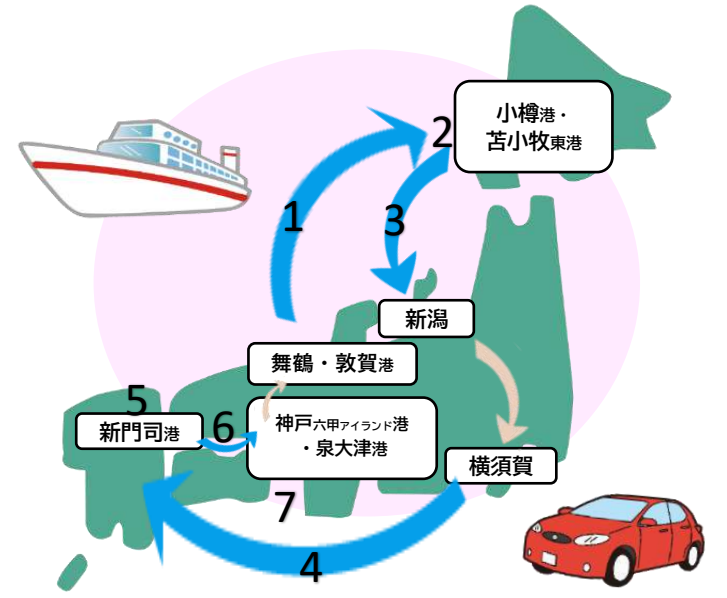 小樽港・
苫小牧東港
2
1
3
新潟
舞鶴・敦賀港
5
新門司港
6
神戸六甲アイランド港
・泉大津港
横須賀
7
4